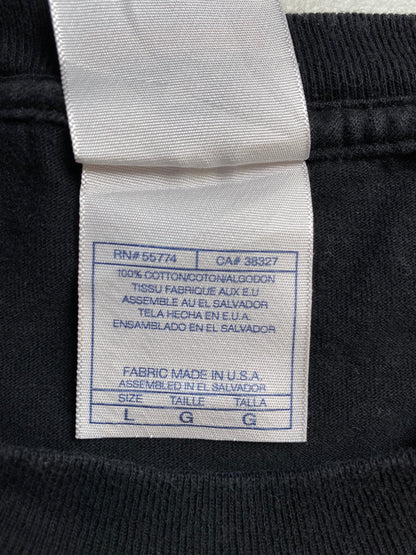 RN# 55774 CA# 38327
100% COTTON/COTON/ALGODON
TISSU FABRIQUE AUX E.U
ASSEMBLE AU EL SALVADOR
TELA HECHA EN E.U.A.
ENSAMBLADO EN EL SALVADOR
FABRIC MADE IN U.S.A.
ASSEMBLED IN EL SALVADOR
SIZE TAILLE TALLA
L G G